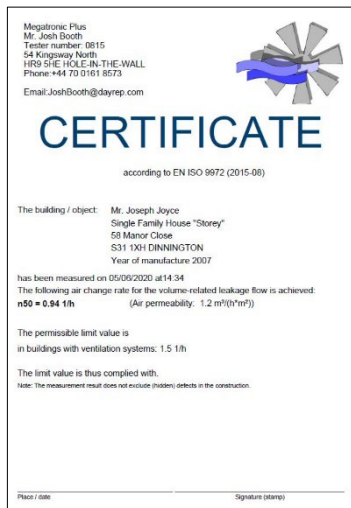 Megatronic Plus
Mr. Josh Booth
Tester number: 0815
54 Kingsway North
HR9 5HE HOLE-IN-THE-WALL
Phone:+44 70 0161 8573
Email:JoshBooth@dayrep.com
CERTIFICATE
according to EN ISO 9972 (2015-08)
The building / object: Mr. Joseph Joyce
Single Family House "Storey"
58 Manor Close
S31 1XH DINNINGTON
Year of manufacture 2007
has been measured on 05/06/2020 at14:34
The following air change rate for the volume-related leakage flow is achieved:
n50 = 0.94 1/h (Air permeability: 1.2 m³/(h*m²))
The permissible limit value is
in buildings with ventilation systems: 1.5 1/h
The limit value is thus complied with.
Note: The measurement result does not exclude (hidden) defects in the construction.
Place / date Signature (stamp)